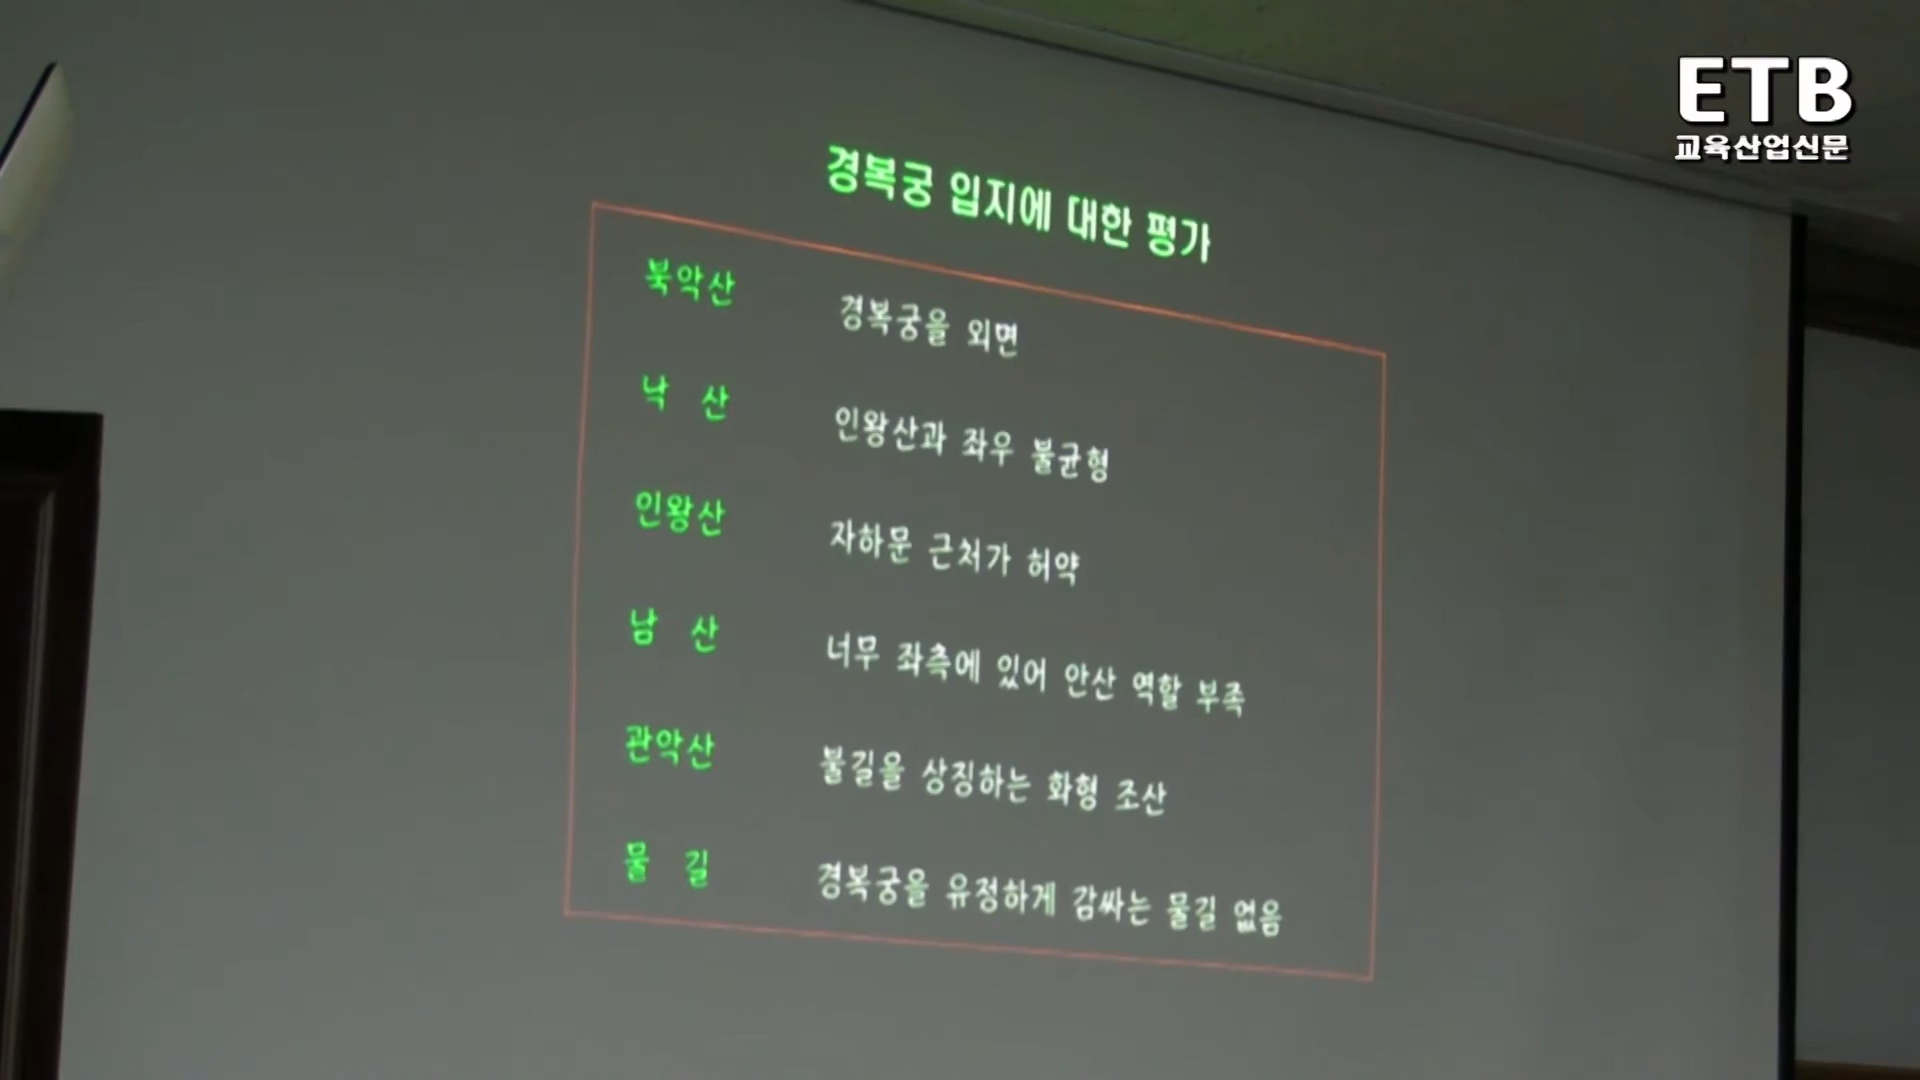 ETB
교육산업신문
경복궁 입지에 대한 평가
북악산 경복궁을 외면
낙 산 인왕산과 좌우 불균형
인왕산 자하문 근처가 허약
남 산 너무 좌측에 있어 안산 역할 부족
관악산 불길을 상징하는 화형 조산
물 길 경복궁을 유정하게 감싸는 물길 없음